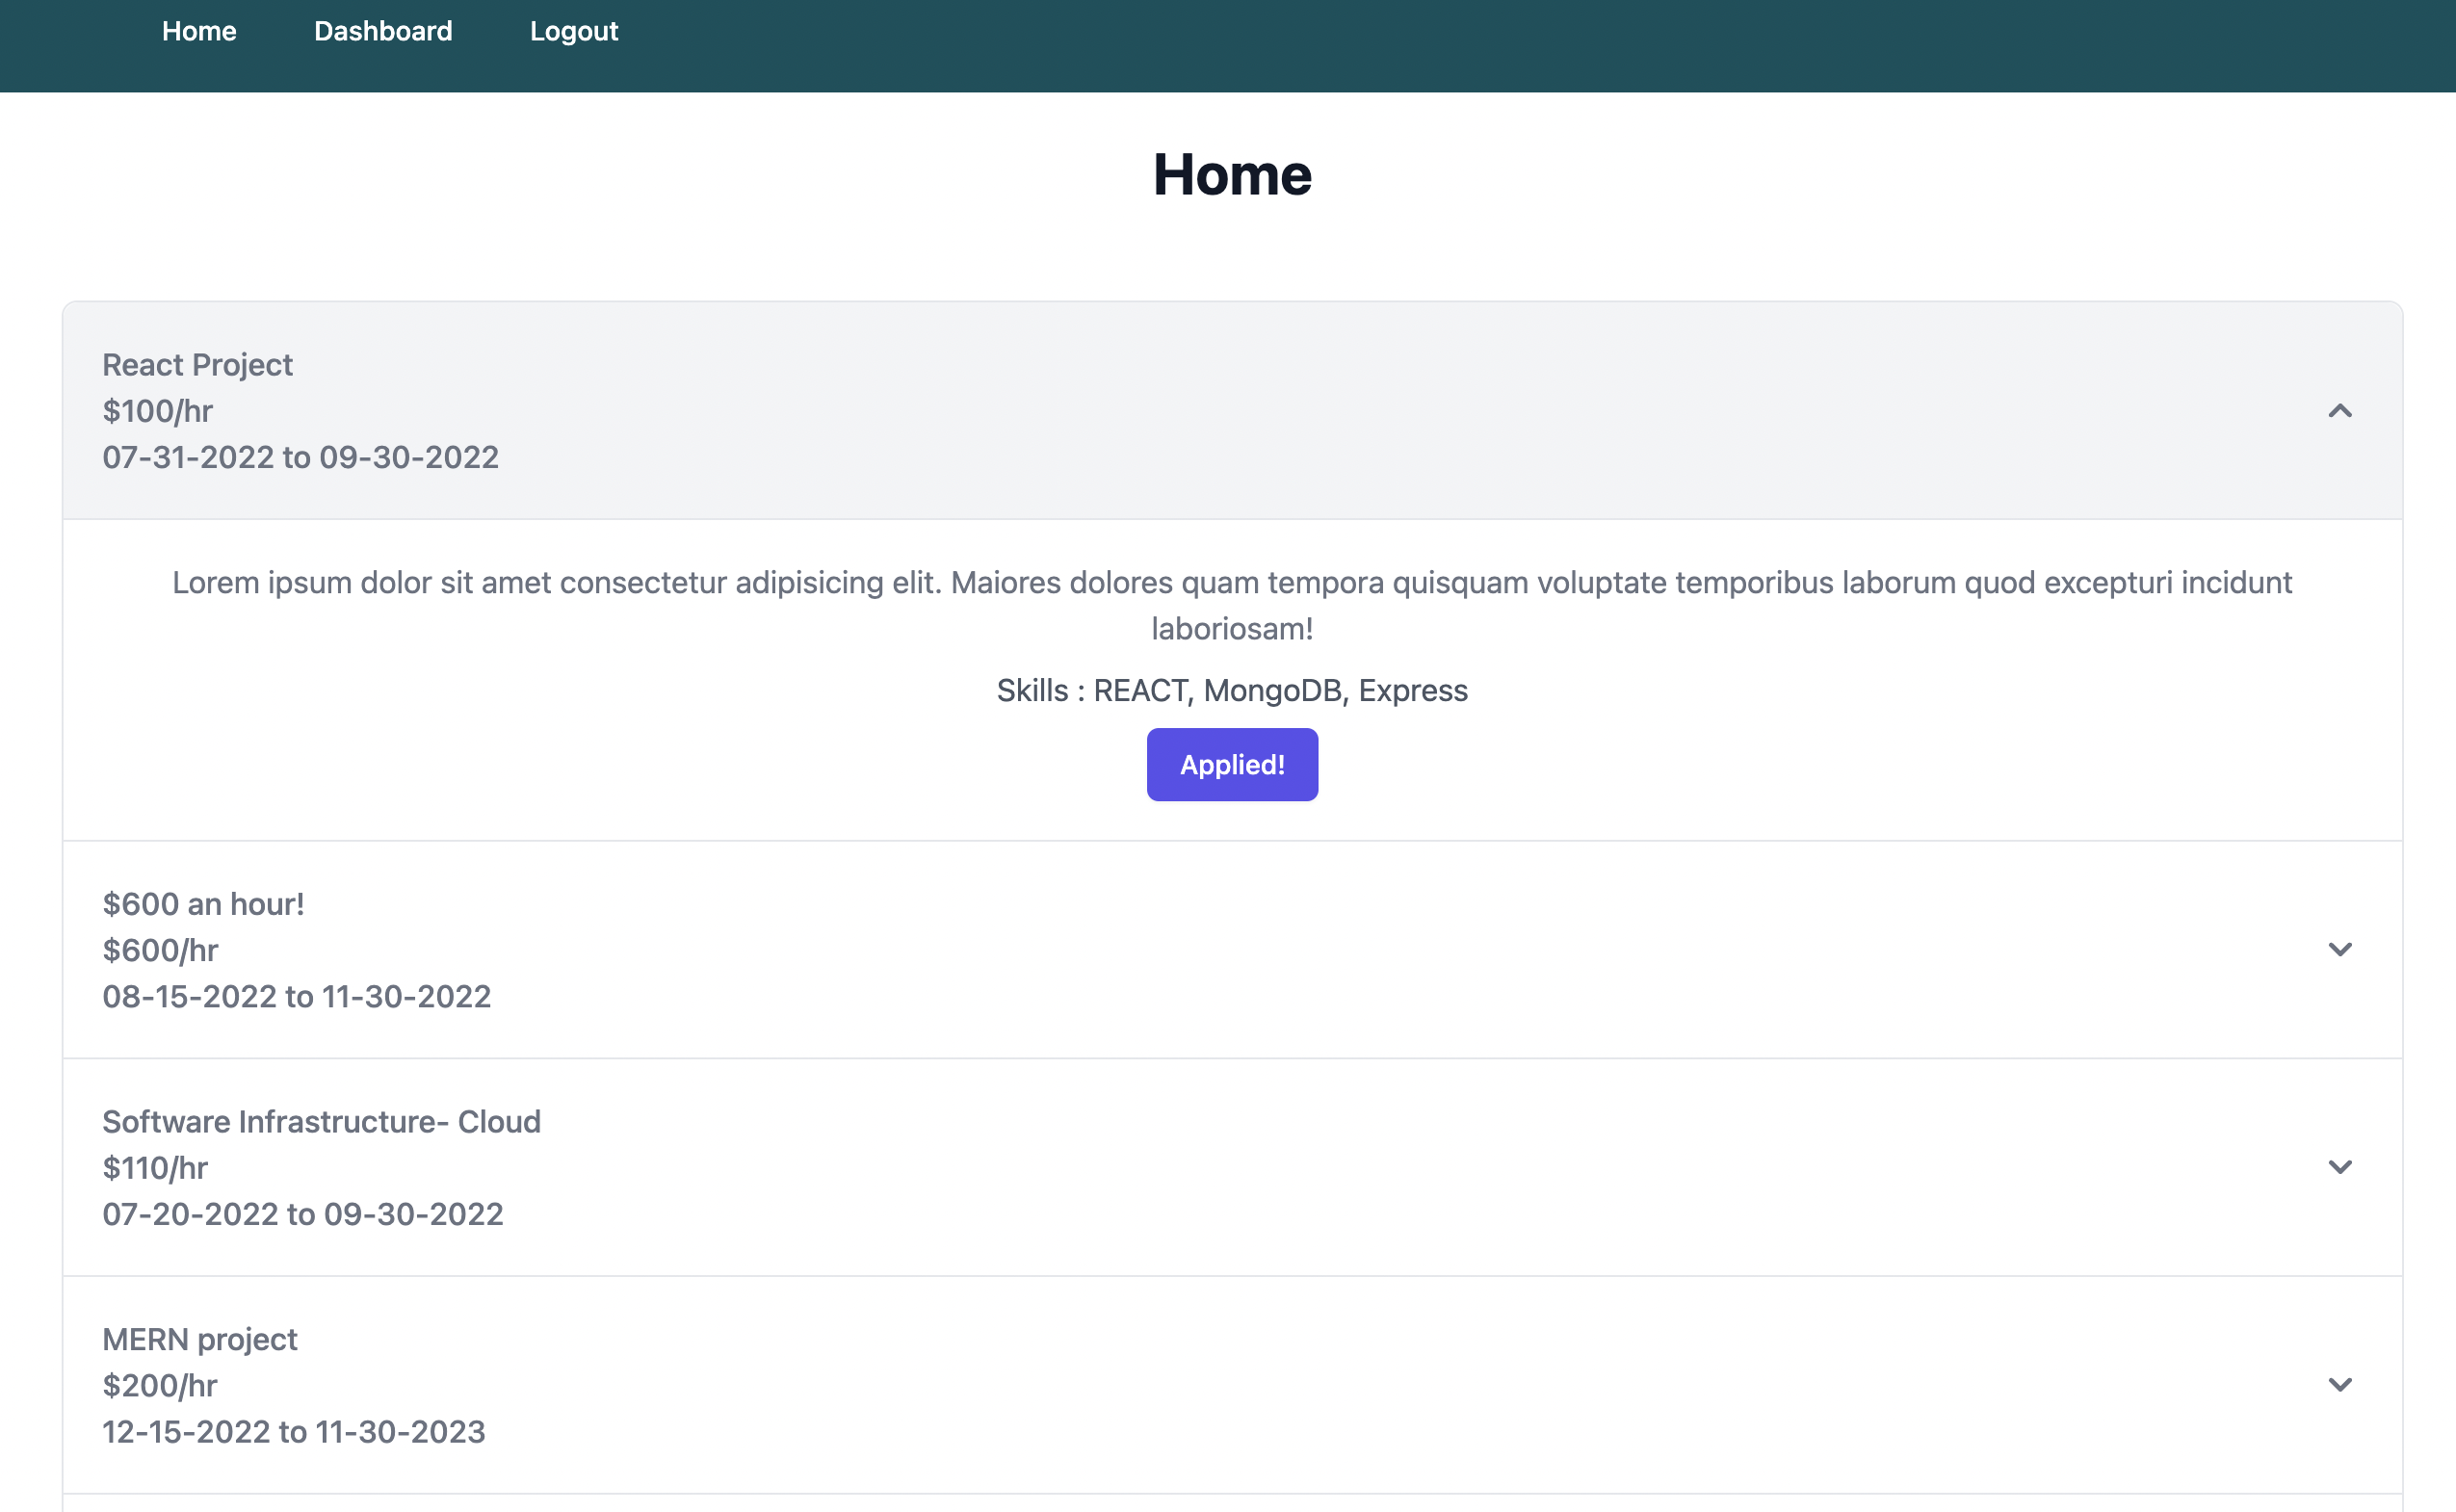 Home Dashboard Logout
Home
React Project
$100/hr
07-31-2022 to 09-30-2022
Lorem ipsum dolor sit amet consectetur adipisicing elit. Maiores dolores quam tempora quisquam voluptate temporibus laborum quod excepturi incidunt
laboriosam!
Skills : REACT, MongoDB, Express
Applied!
$600 an hour!
$600/hr
08-15-2022 to 11-30-2022
Software Infrastructure- Cloud
$110/hr
07-20-2022 to 09-30-2022
MERN project
$200/hr
12-15-2022 to 11-30-2023